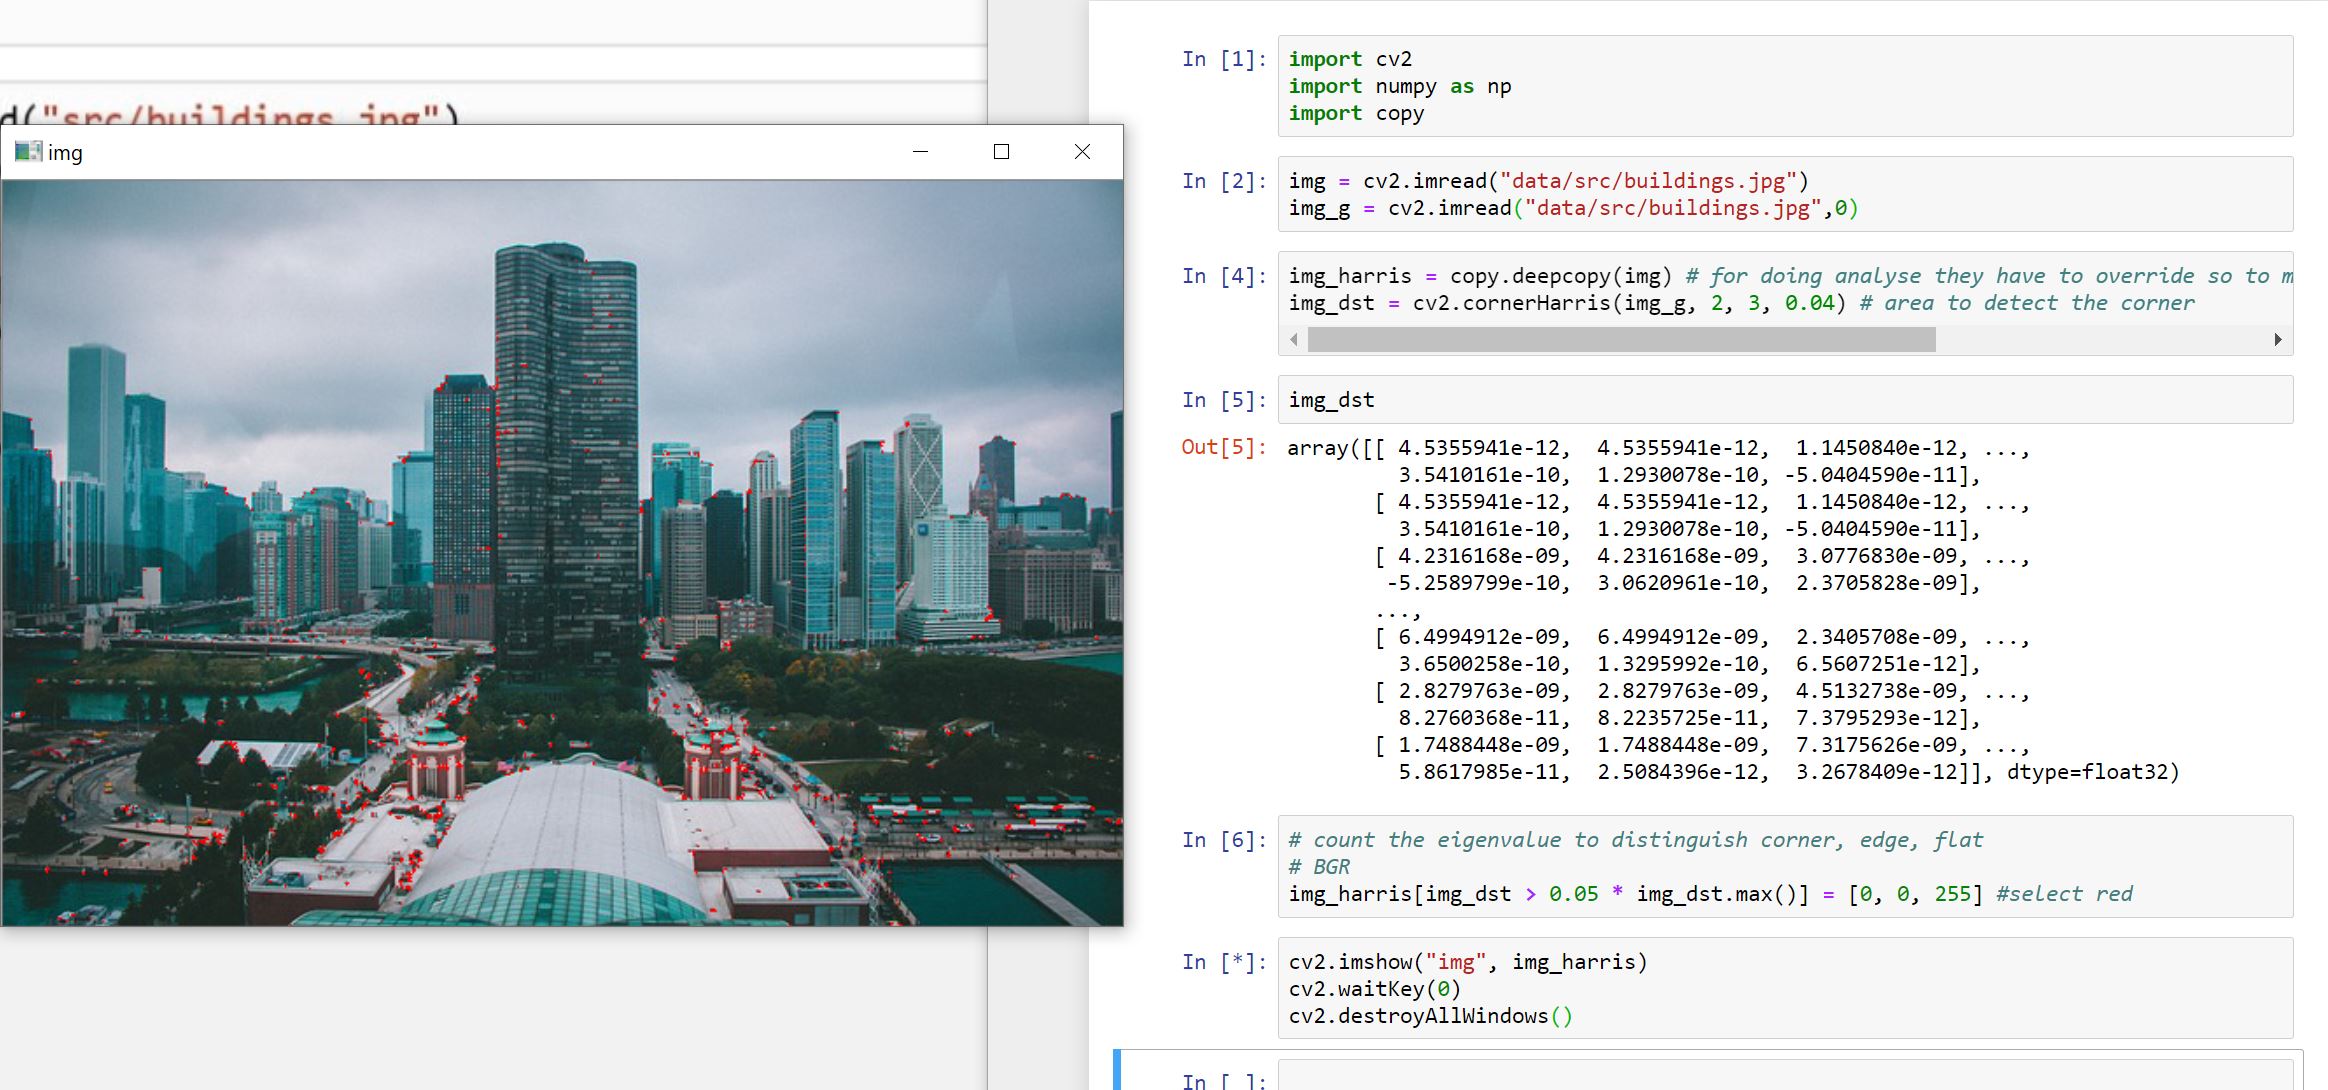 d("src/buildings.jpg")
img
In [1]:
import cv2
import numpy as np
import copy
In [2]:
img = cv2.imread("data/src/buildings.jpg")
img_g = cv2.imread("data/src/buildings.jpg",0)
In [4]:
img_harris = copy.deepcopy(img) # for doing analyse they have to override so to m
img_dst = cv2.cornerHarris(img_g, 2, 3, 0.04) # area to detect the corner
In [5]:
img_dst
Out[5]:
array([[ 4.5355941e-12,  4.5355941e-12,  1.1450840e-12, ...,
3.5410161e-10,  1.2930078e-10, -5.0404590e-11],
[ 4.5355941e-12,  4.5355941e-12,  1.1450840e-12, ...,
3.5410161e-10,  1.2930078e-10, -5.0404590e-11],
[ 4.2316168e-09,  4.2316168e-09,  3.0776830e-09, ...,
-5.2589799e-10,  3.0620961e-10,  2.3705828e-09],
...,
[ 6.4994912e-09,  6.4994912e-09,  2.3405708e-09, ...,
3.6500258e-10,  1.3295992e-10,  6.5607251e-12],
[ 2.8279763e-09,  2.8279763e-09,  4.5132738e-09, ...,
8.2760368e-11,  8.2235725e-11,  7.3795293e-12],
[ 1.7488448e-09,  1.7488448e-09,  7.3175626e-09, ...,
5.8617985e-11,  2.5084396e-12,  3.2678409e-12]], dtype=float32)
In [6]:
# count the eigenvalue to distinguish corner, edge, flat
# BGR
img_harris[img_dst > 0.05 * img_dst.max()] = [0, 0, 255] #select red
In [*]:
cv2.imshow("img", img_harris)
cv2.waitKey(0)
cv2.destroyAllWindows()
In [ ]: